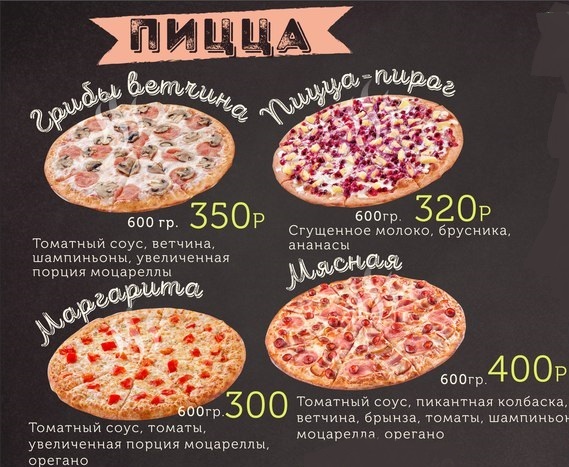 ПИЦЦА
Грибы ветчина
600 гр. 350Р
Томатный соус, ветчина,
шампиньоны, увеличенная
порция моцареллы
Пицца-пирог
600гр. 320Р
Сгущенное молоко, брусника,
ананасы
Маргарита
600гр. 300
Томатный соус, томаты,
увеличенная порция моцареллы,
орегано
Мясная
600гр. 400Р
Томатный соус, пикантная колбаска,
ветчина, брынза, томаты, шампиньон
моцарелла, орегано